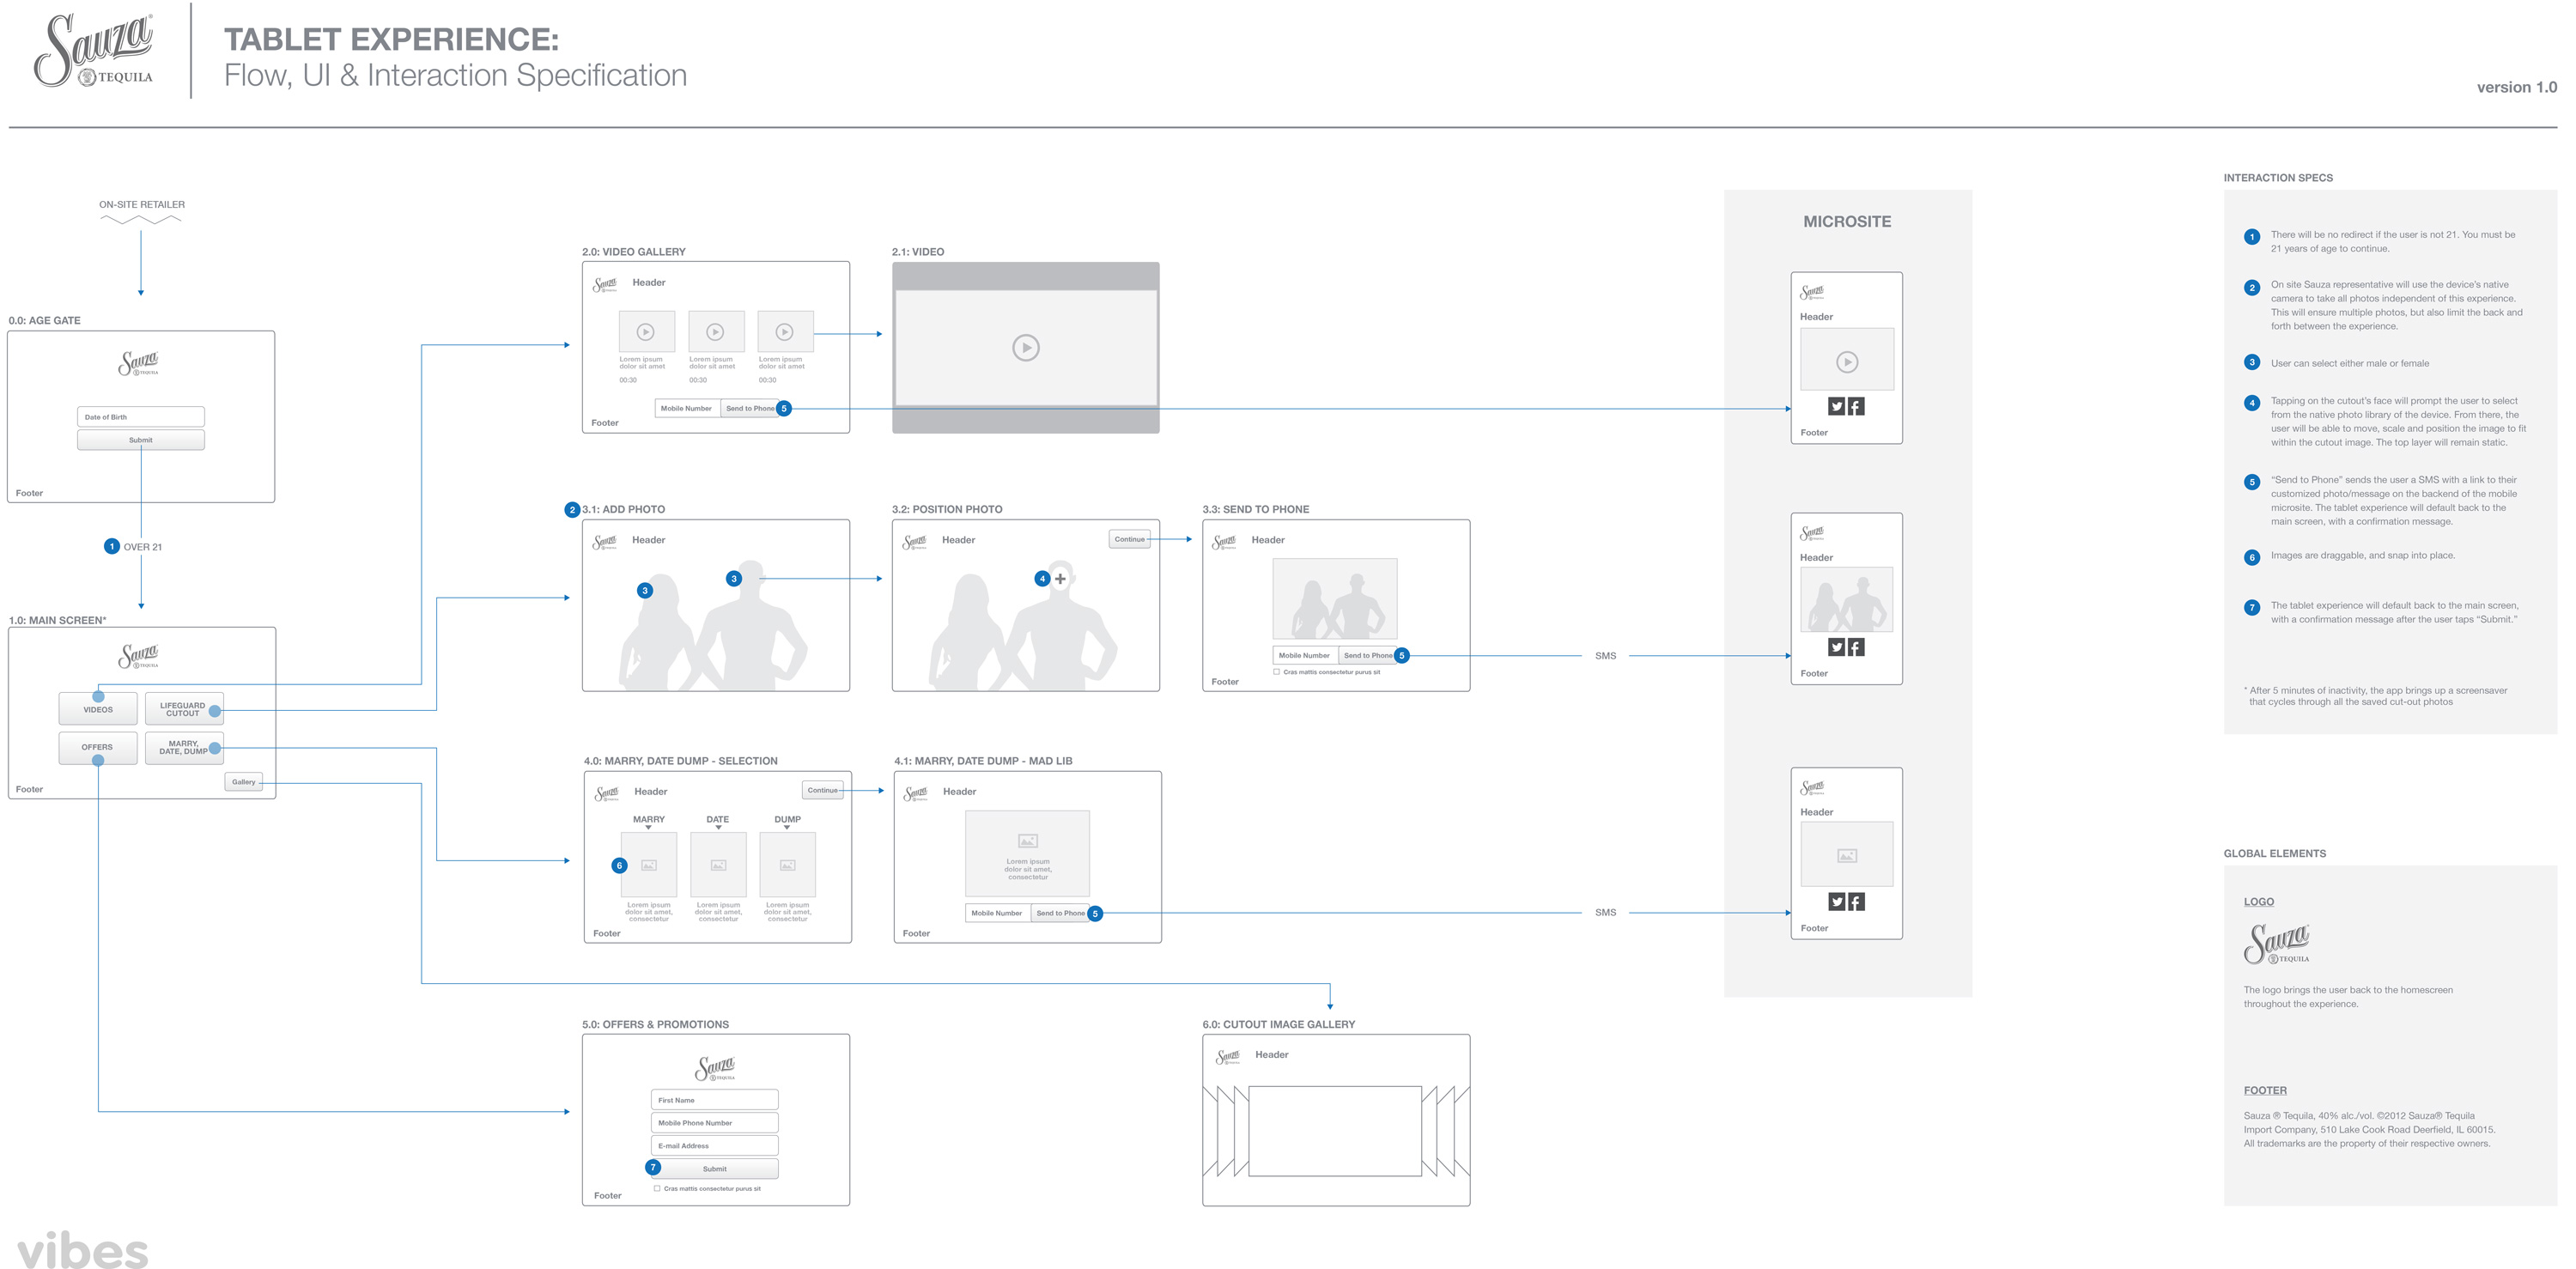 Sauza
TEQUILA
TABLET EXPERIENCE:
Flow, UI & Interaction Specification
version 1.0
ON-SITE RETAILER
0.0: AGE GATE
Sauza
TEQUILA
Date of Birth
Submit
Footer
1 OVER 21
1.0: MAIN SCREEN*
Sauza
TEQUILA
VIDEOS
LIFEGUARD
CUTOUT
OFFERS
MARRY,
DATE, DUMP
Gallery
Footer
2.0: VIDEO GALLERY
Sauza
TEQUILA
Header
Lorem ipsum
dolor sit amet
00:30
Lorem ipsum
dolor sit amet
00:30
Lorem ipsum
dolor sit amet
00:30
Mobile Number
Send to Phone
5
Footer
2.1: VIDEO
2
3.1: ADD PHOTO
Sauza
TEQUILA
Header
3
3
3.2: POSITION PHOTO
Sauza
TEQUILA
Header
Continue
4
3.3: SEND TO PHONE
Sauza
TEQUILA
Header
Mobile Number
Send to Phone
5
Cras mattis consectetur purus sit
Footer
SMS
4.0: MARRY, DATE DUMP - SELECTION
Sauza
TEQUILA
Header
Continue
MARRY
DATE
DUMP
6
Lorem ipsum
dolor sit amet,
consectetur
Lorem ipsum
dolor sit amet,
consectetur
Lorem ipsum
dolor sit amet,
consectetur
Footer
4.1: MARRY, DATE DUMP - MAD LIB
Sauza
TEQUILA
Header
Lorem ipsum
dolor sit amet,
consectetur
Mobile Number
Send to Phone
5
Footer
SMS
5.0: OFFERS & PROMOTIONS
Sauza
TEQUILA
First Name
Mobile Phone Number
E-mail Address
7
Submit
Cras mattis consectetur purus sit
Footer
6.0: CUTOUT IMAGE GALLERY
Sauza
TEQUILA
Header
MICROSITE
Sauza
TEQUILA
Header
Footer
Sauza
TEQUILA
Header
Footer
Sauza
TEQUILA
Header
Footer
INTERACTION SPECS
1 There will be no redirect if the user is not 21. You must be
21 years of age to continue.
2 On site Sauza representative will use the device's native
camera to take all photos independent of this experience.
This will ensure multiple photos, but also limit the back and
forth between the experience.
3 User can select either male or female
4 Tapping on the cutout's face will prompt the user to select
from the native photo library of the device. From there, the
user will be able to move, scale and position the image to fit
within the cutout image. The top layer will remain static.
5 “Send to Phone” sends the user a SMS with a link to their
customized photo/message on the backend of the mobile
microsite. The tablet experience will default back to the
main screen, with a confirmation message.
6 Images are draggable, and snap into place.
7 The tablet experience will default back to the main screen,
with a confirmation message after the user taps “Submit.”
* After 5 minutes of inactivity, the app brings up a screensaver
that cycles through all the saved cut-out photos
GLOBAL ELEMENTS
LOGO
Sauza
TEQUILA
The logo brings the user back to the homescreen
throughout the experience.
FOOTER
Sauza ® Tequila, 40% alc./vol. ©2012 Sauza® Tequila
Import Company, 510 Lake Cook Road Deerfield, IL 60015.
All trademarks are the property of their respective owners.
vibes